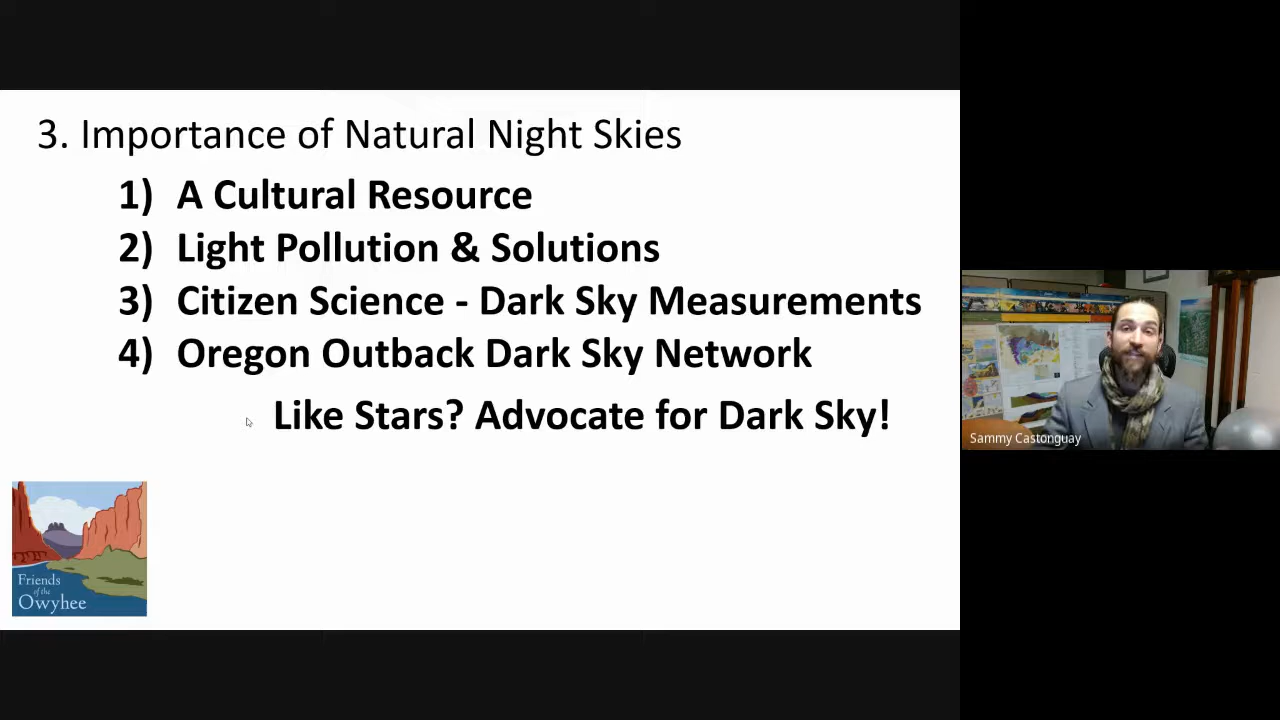 3. Importance of Natural Night Skies
1) A Cultural Resource
2) Light Pollution & Solutions
3) Citizen Science - Dark Sky Measurements
4) Oregon Outback Dark Sky Network
Like Stars? Advocate for Dark Sky!
Friends
of the
Owyhee
Sammy Castonguay